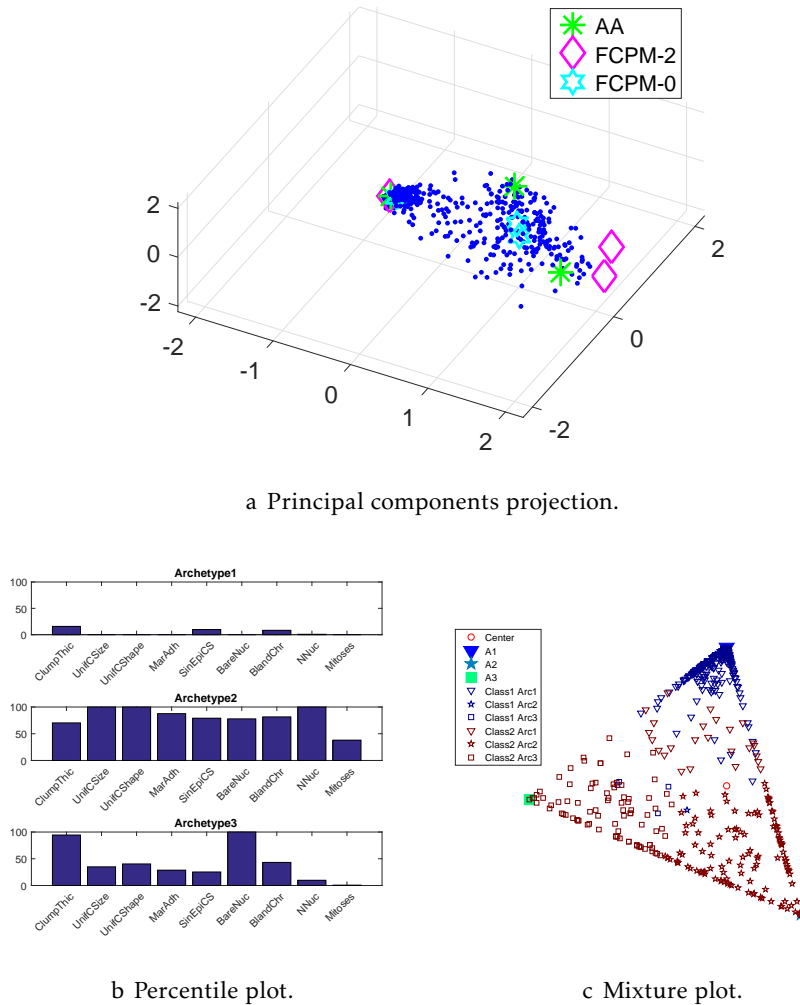 AA
FCPM-2
FCPM-0
2
0
-2
-2
-1
0
1
2
-2
0
2
a Principal components projection.
Archetype1
100
50
0
ClumpThic
UnifCSize
UnifCShape
MarAdh
SinEpiCS
BareNuc
BlandChr
NNuc
Mitoses
Archetype2
100
50
0
ClumpThic
UnifCSize
UnifCShape
MarAdh
SinEpiCS
BareNuc
BlandChr
NNuc
Mitoses
Archetype3
100
50
0
ClumpThic
UnifCSize
UnifCShape
MarAdh
SinEpiCS
BareNuc
BlandChr
NNuc
Mitoses
b Percentile plot.
Center
A1
A2
A3
Class1 Arc1
Class1 Arc2
Class1 Arc3
Class2 Arc1
Class2 Arc2
Class2 Arc3
c Mixture plot.